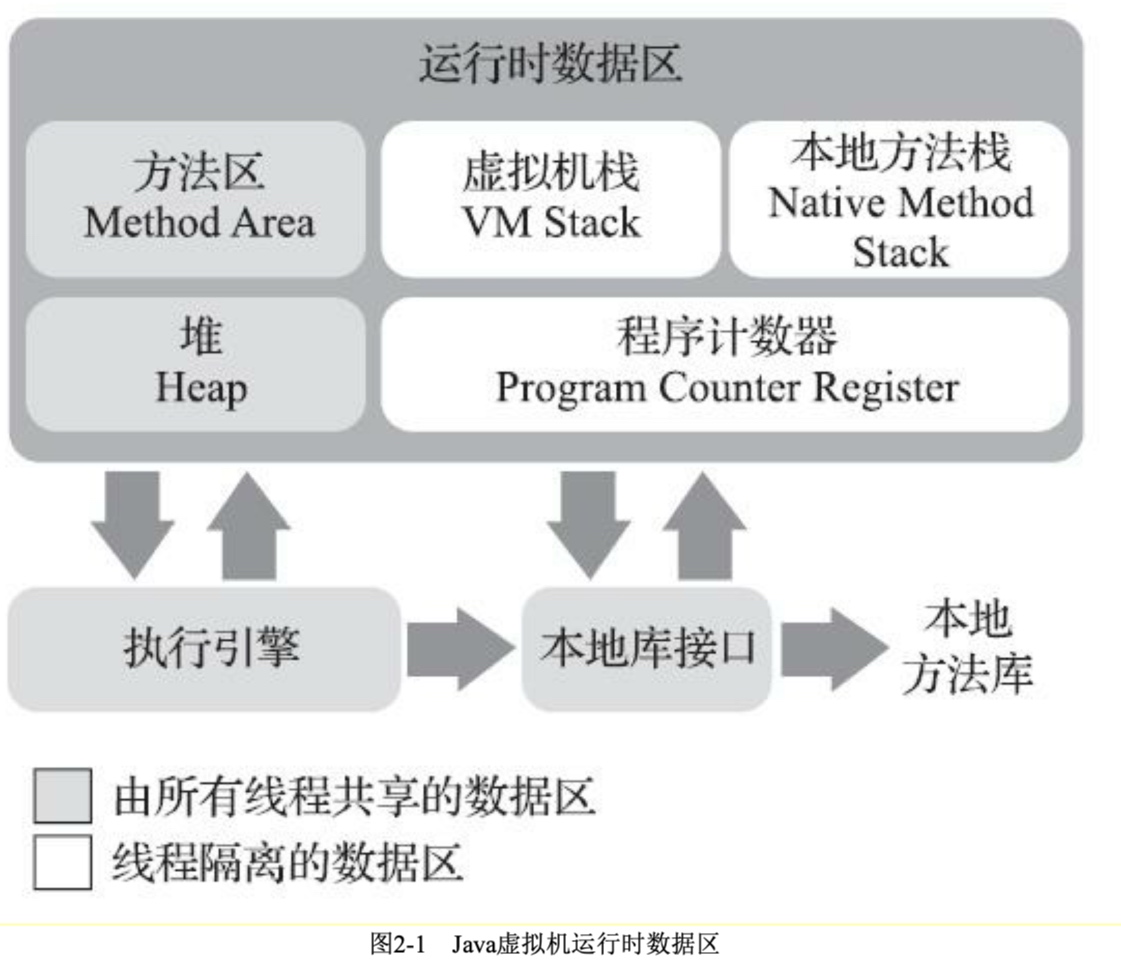 运行时数据区
方法区
Method Area
虚拟机栈
VM Stack
本地方法栈
Native Method
Stack
堆
Heap
程序计数器
Program Counter Register
执行引擎
本地库接口
本地
方法库
由所有线程共享的数据区
线程隔离的数据区
图2-1 Java虚拟机运行时数据区